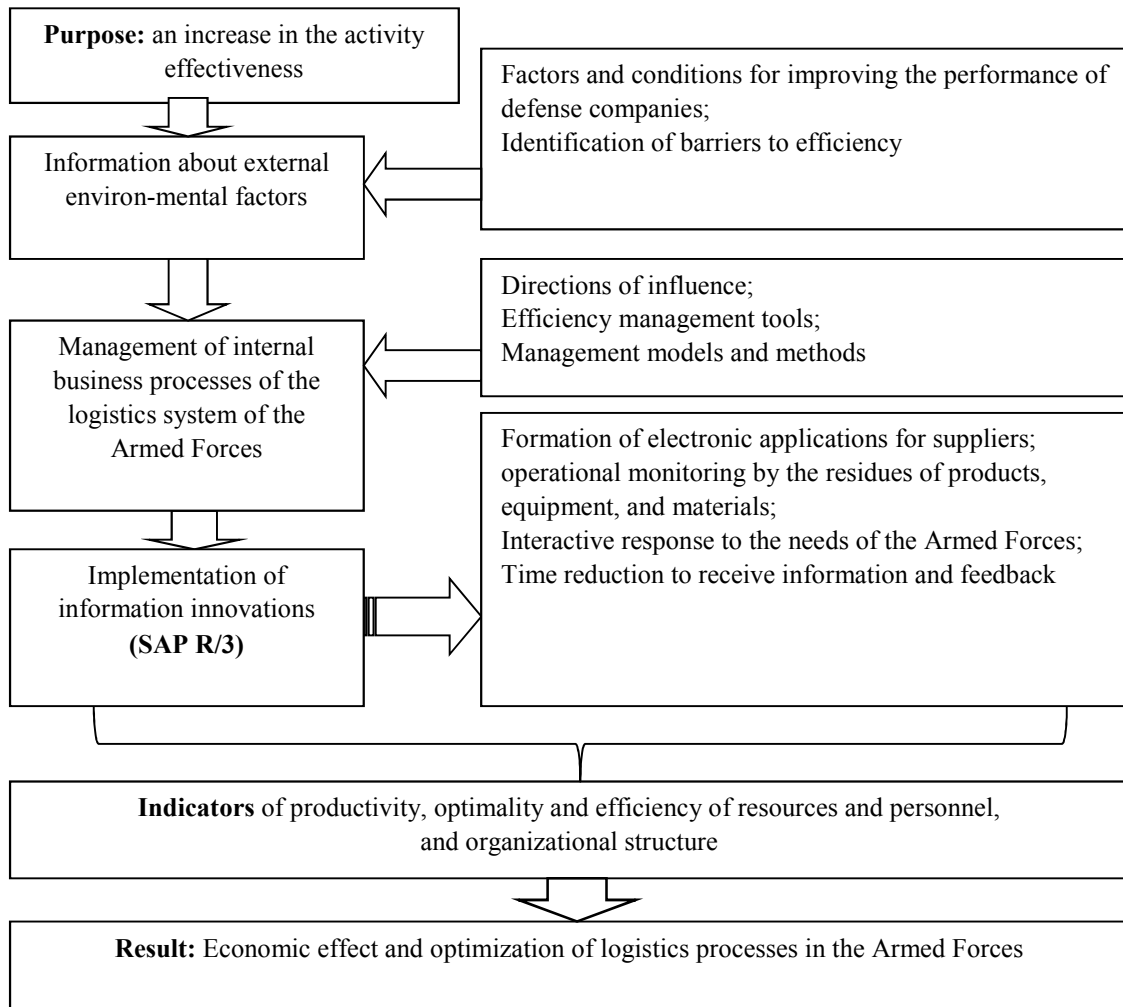 Purpose: an increase in the activity
effectiveness
Factors and conditions for improving the performance of
defense companies;
Identification of barriers to efficiency
Information about external
environ-mental factors
Directions of influence;
Efficiency management tools;
Management models and methods
Management of internal
business processes of the
logistics system of the
Armed Forces
Formation of electronic applications for suppliers;
operational monitoring by the residues of products,
equipment, and materials;
Interactive response to the needs of the Armed Forces;
Time reduction to receive information and feedback
Implementation of
information innovations
(SAP R/3)
Indicators of productivity, optimality and efficiency of resources and personnel,
and organizational structure
Result: Economic effect and optimization of logistics processes in the Armed Forces